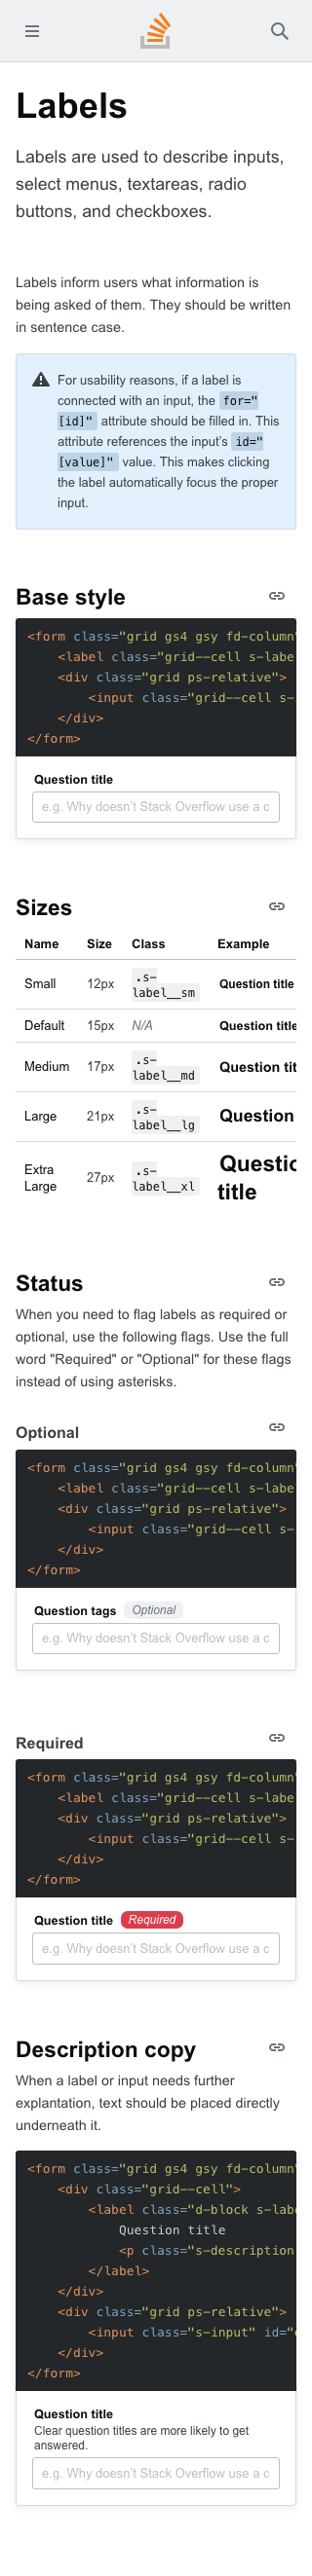 Labels
Labels are used to describe inputs,
select menus, textareas, radio
buttons, and checkboxes.
Labels inform users what information is
being asked of them. They should be written
in sentence case.
For usability reasons, if a label is
connected with an input, the for="
[id]" attribute should be filled in. This
attribute references the input's id="
[value]" value. This makes clicking
the label automatically focus the proper
input.
Base style
<form class="grid gs4 gsy fd-column"
<label class="grid--cell s-labe
<div class="grid ps-relative">
<input class="grid--cell s-
</div>
</form>
Question title
e.g. Why doesn't Stack Overflow use a c
Sizes
Name Size Class Example
Small 12px .s-label__sm Question title
Default 15px N/A Question title
Medium 17px .s-label__md Question tit
Large 21px .s-label__lg Question
Extra Large 27px .s-label__xl Questio
title
Status
When you need to flag labels as required or
optional, use the following flags. Use the full
word "Required" or "Optional" for these flags
instead of using asterisks.
Optional
<form class="grid gs4 gsy fd-column"
<label class="grid--cell s-labe
<div class="grid ps-relative">
<input class="grid--cell s-
</div>
</form>
Question tags Optional
e.g. Why doesn't Stack Overflow use a c
Required
<form class="grid gs4 gsy fd-column"
<label class="grid--cell s-labe
<div class="grid ps-relative">
<input class="grid--cell s-
</div>
</form>
Question title Required
e.g. Why doesn't Stack Overflow use a c
Description copy
When a label or input needs further
explanation, text should be placed directly
underneath it.
<form class="grid gs4 gsy fd-column"
<div class="grid--cell">
<label class="d-block s-labe
Question title
<p class="s-description
</label>
</div>
<div class="grid ps-relative">
<input class="s-input" id="
</div>
</form>
Question title
Clear question titles are more likely to get
answered.
e.g. Why doesn't Stack Overflow use a c